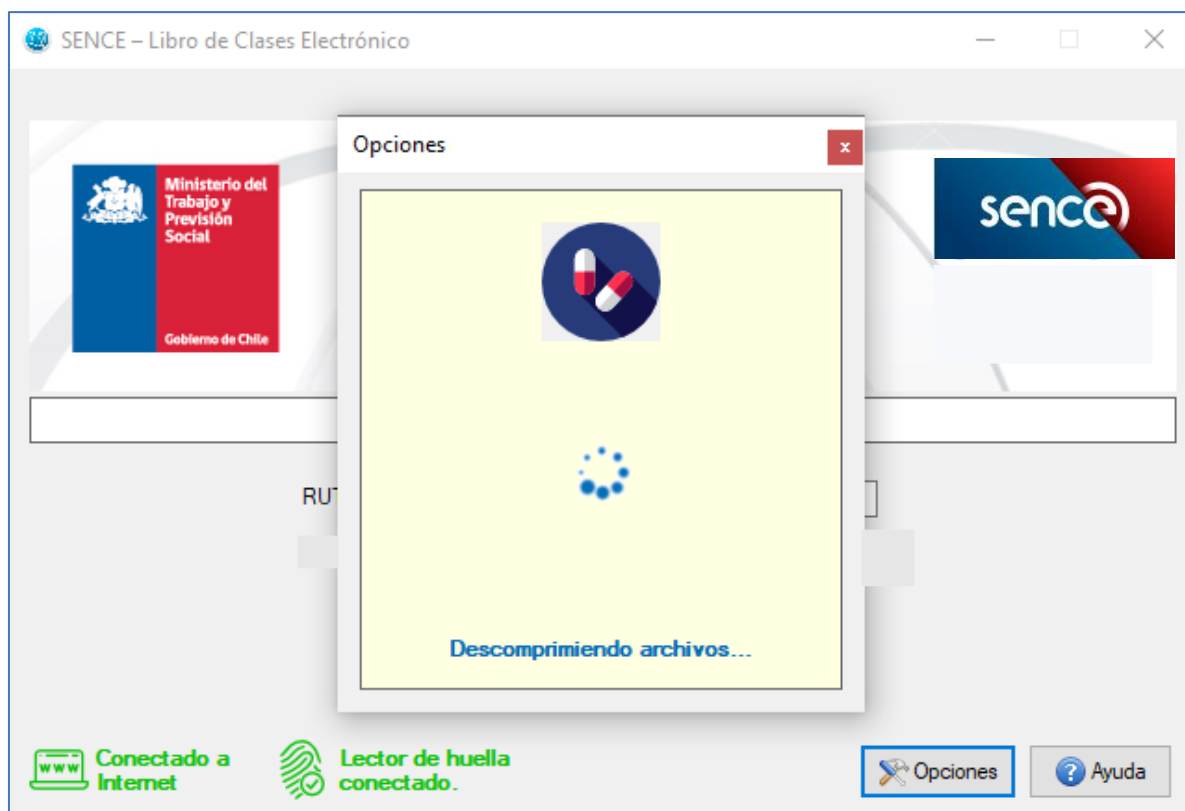 SENCE – Libro de Clases Electrónico
Opciones
x
Ministerio del
Trabajo y
Previsión
Social
Gobierno de Chile
sence
RUT
Descomprimiendo archivos...
www
Conectado a
Internet
Lector de huella
conectado.
Opciones
? Ayuda